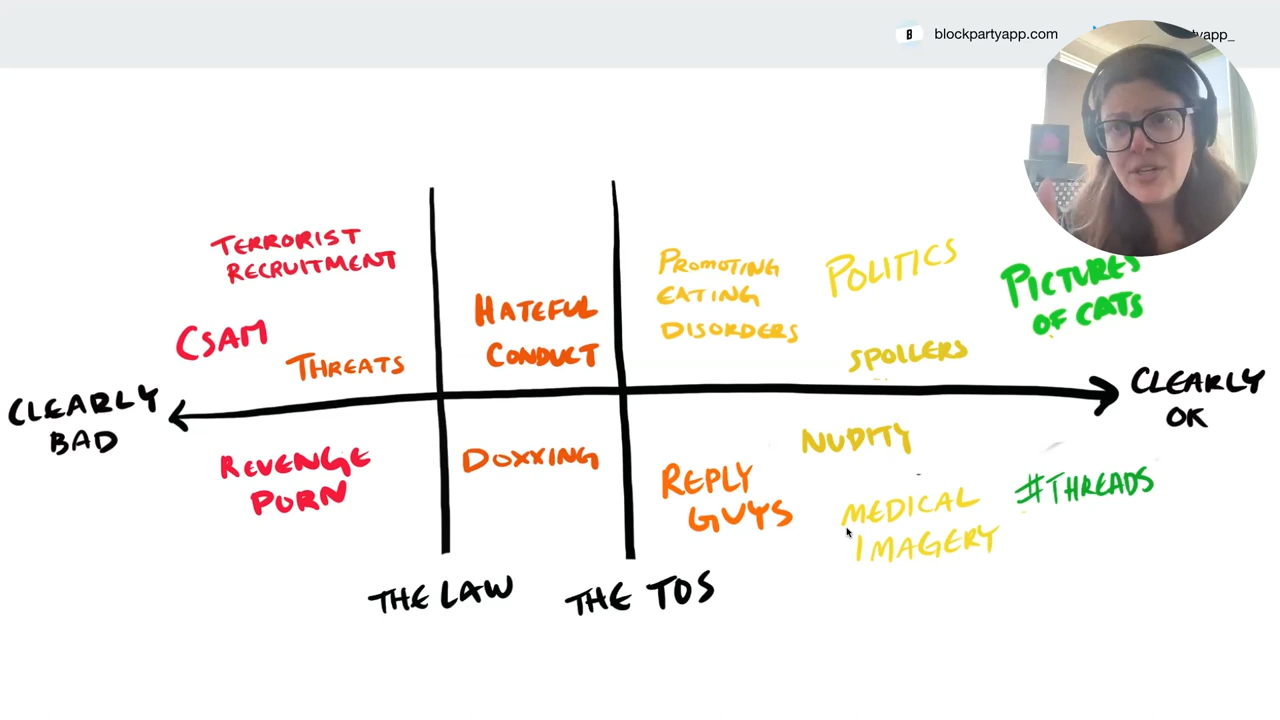 B blockpartyapp.com
TERRORIST
RECRUITMENT
CSAM
THREATS
HATEFUL
CONDUCT
PROMOTING
EATING
DISORDERS
POLITICS
SPOILERS
PICTURES
OF CATS
CLEARLY
BAD
CLEARLY
OK
REVENGE
PORN
DOXXING
REPLY
GUYS
NUDITY
MEDICAL
IMAGERY
#THREADS
THE LAW
THE TOS